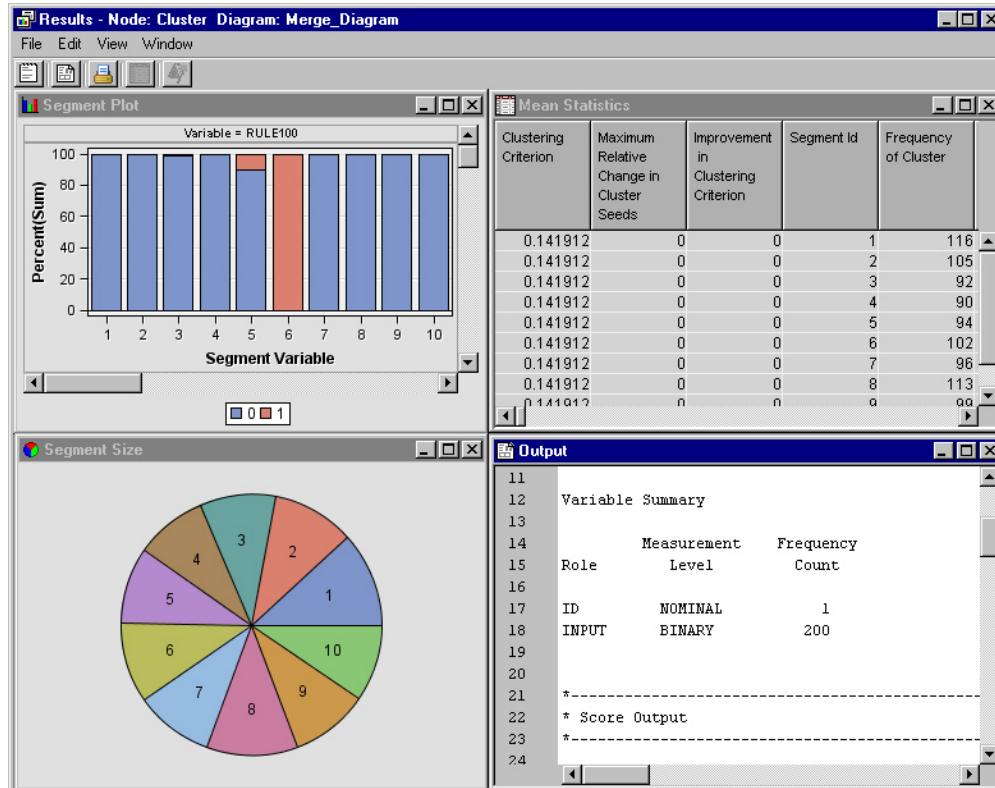 Results - Node: Cluster Diagram: Merge_Diagram
File Edit View Window
Segment Plot
Variable = RULE100
Percent(Sum)
100
80
60
40
20
0
1 2 3 4 5 6 7 8 9 10
Segment Variable
0 1
Mean Statistics
Clustering Criterion Maximum Relative Change in Cluster Seeds Improvement in Clustering Criterion Segment Id Frequency of Cluster
0.141912 0 0 1 116
0.141912 0 0 2 105
0.141912 0 0 3 92
0.141912 0 0 4 90
0.141912 0 0 5 94
0.141912 0 0 6 102
0.141912 0 0 7 96
0.141912 0 0 8 113
0.141912 0 0 9 99
Segment Size
1
2
3
4
5
6
7
8
9
10
Output
11
12 Variable Summary
13
14 Measurement Frequency
15 Role Level Count
16
17 ID NOMINAL 1
18 INPUT BINARY 200
19
20
21 *------------------------------------------------
22 * Score Output
23 *------------------------------------------------
24